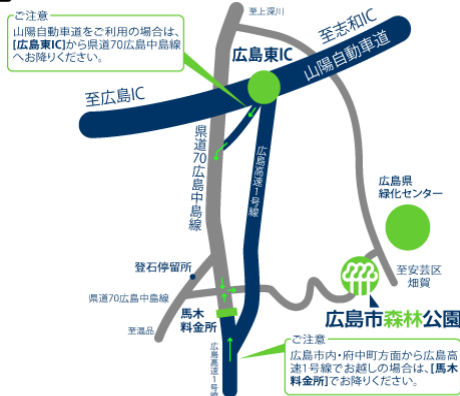 ご注意
山陽自動車道をご利用の場合は、
[広島東IC]から県道70広島中島線
へお降りください。
至上深川
至志和IC
広島東IC
山陽自動車道
至広島IC
県道70広島中島線
広島高速1号線
広島県
緑化センター
登石停留所
至安芸区
畑賀
県道70広島中島線
馬木
料金所
広島市森林公園
至温品
広島高速1号線
ご注意
広島市内・府中町方面から広島高
速1号線でお越しの場合は、[馬木
料金所]でお降りください。